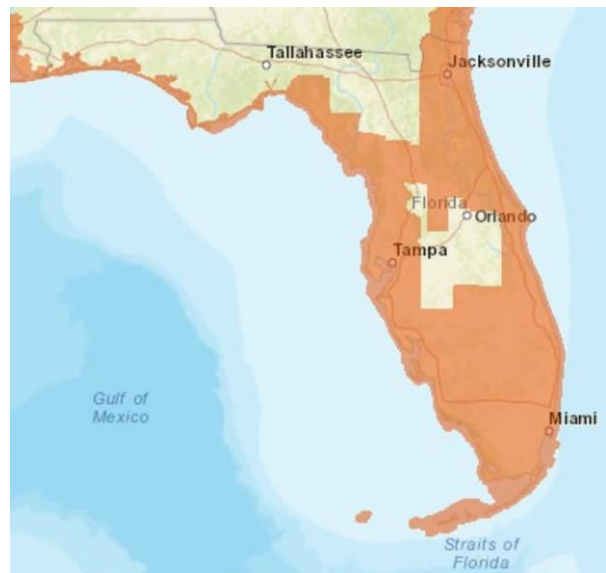 Tallahassee
Jacksonville
Florida
Orlando
Tampa
Gulf of
Mexico
Miami
Straits of
Florida